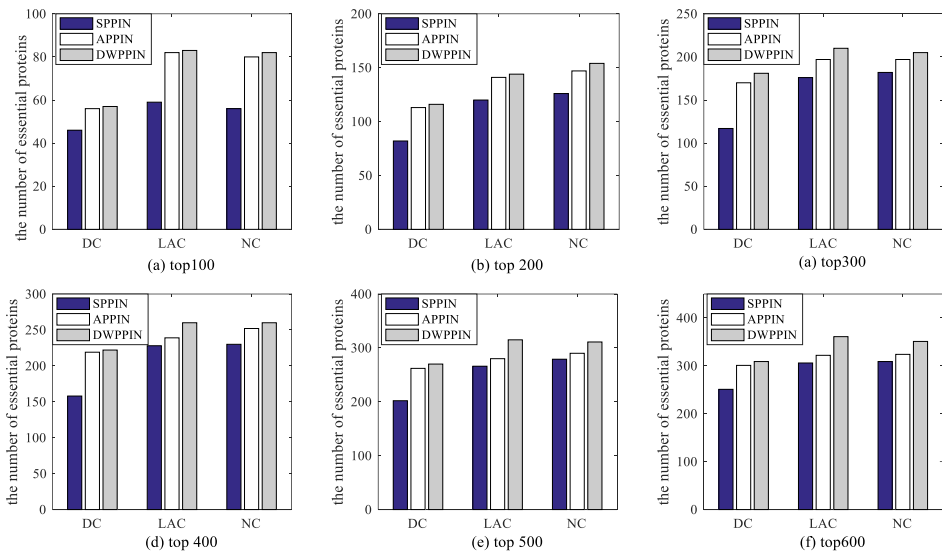 the number of essential proteins
100
80
60
40
20
0
SPPIN
APPIN
DWPPIN
DC
LAC
NC
(a) top100
the number of essential proteins
200
150
100
50
0
SPPIN
APPIN
DWPPIN
DC
LAC
NC
(b) top 200
the number of essential proteins
250
200
150
100
50
0
SPPIN
APPIN
DWPPIN
DC
LAC
NC
(a) top300
the number of essential proteins
300
250
200
150
100
50
0
SPPIN
APPIN
DWPPIN
DC
LAC
NC
(d) top 400
the number of essential proteins
400
300
200
100
0
SPPIN
APPIN
DWPPIN
DC
LAC
NC
(e) top 500
the number of essential proteins
400
300
200
100
0
SPPIN
APPIN
DWPPIN
DC
LAC
NC
(f) top600